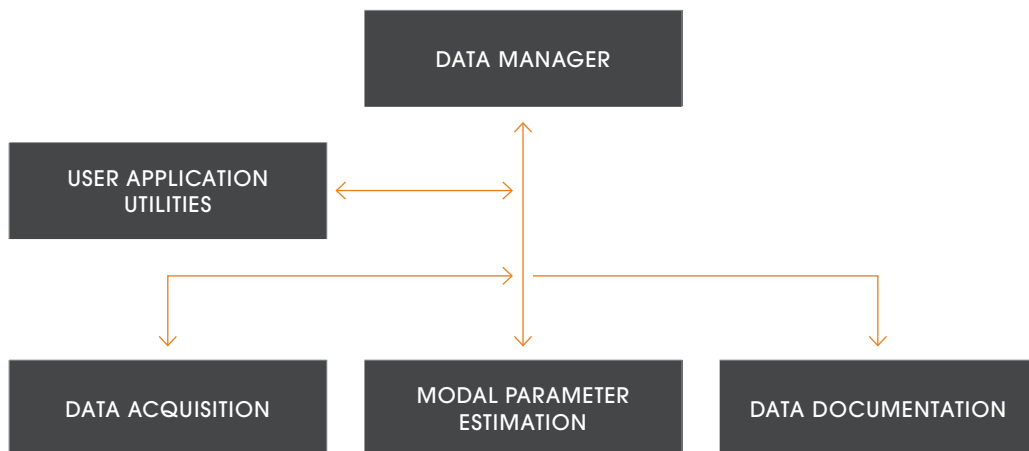 DATA MANAGER
USER APPLICATION
UTILITIES
DATA ACQUISITION
MODAL PARAMETER
ESTIMATION
DATA DOCUMENTATION